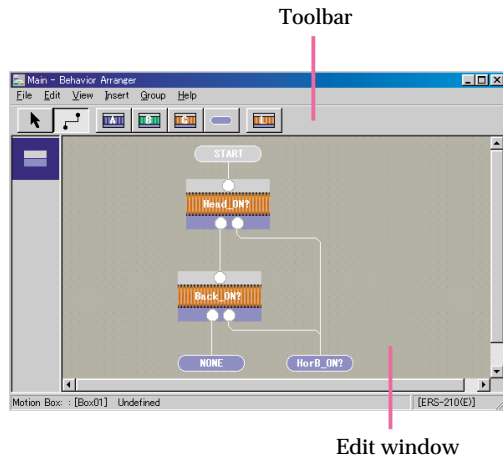 Toolbar
Main - Behavior Arranger
File Edit View Insert Group Help
A B C L
START
Head_ON?
Back_ON?
NONE HorB_ON?
Motion Box: : [Box01] Undefined [ERS-210(E)]
Edit window